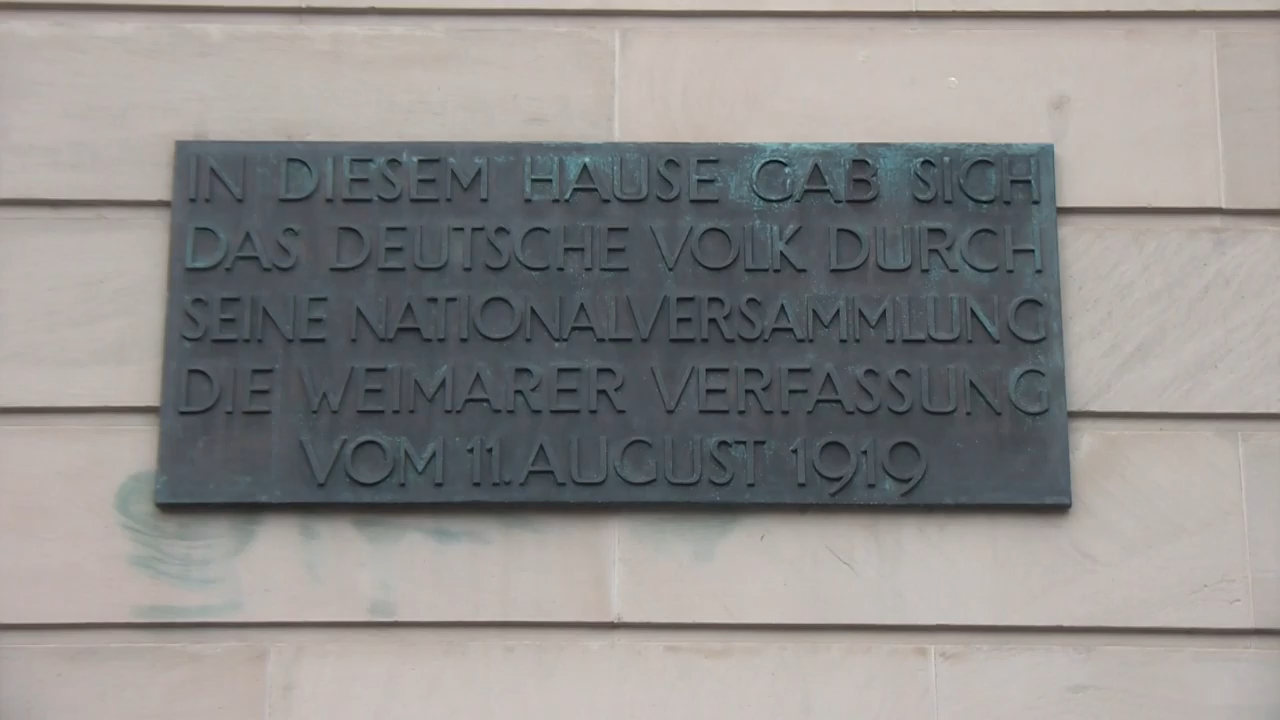 IN DIESEM HAUSE GAB SICH
DAS DEUTSCHE VOLK DURCH
SEINE NATIONALVERSAMMLUNG
DIE WEIMARER VERFASSUNG
VOM 11. AUGUST 1919